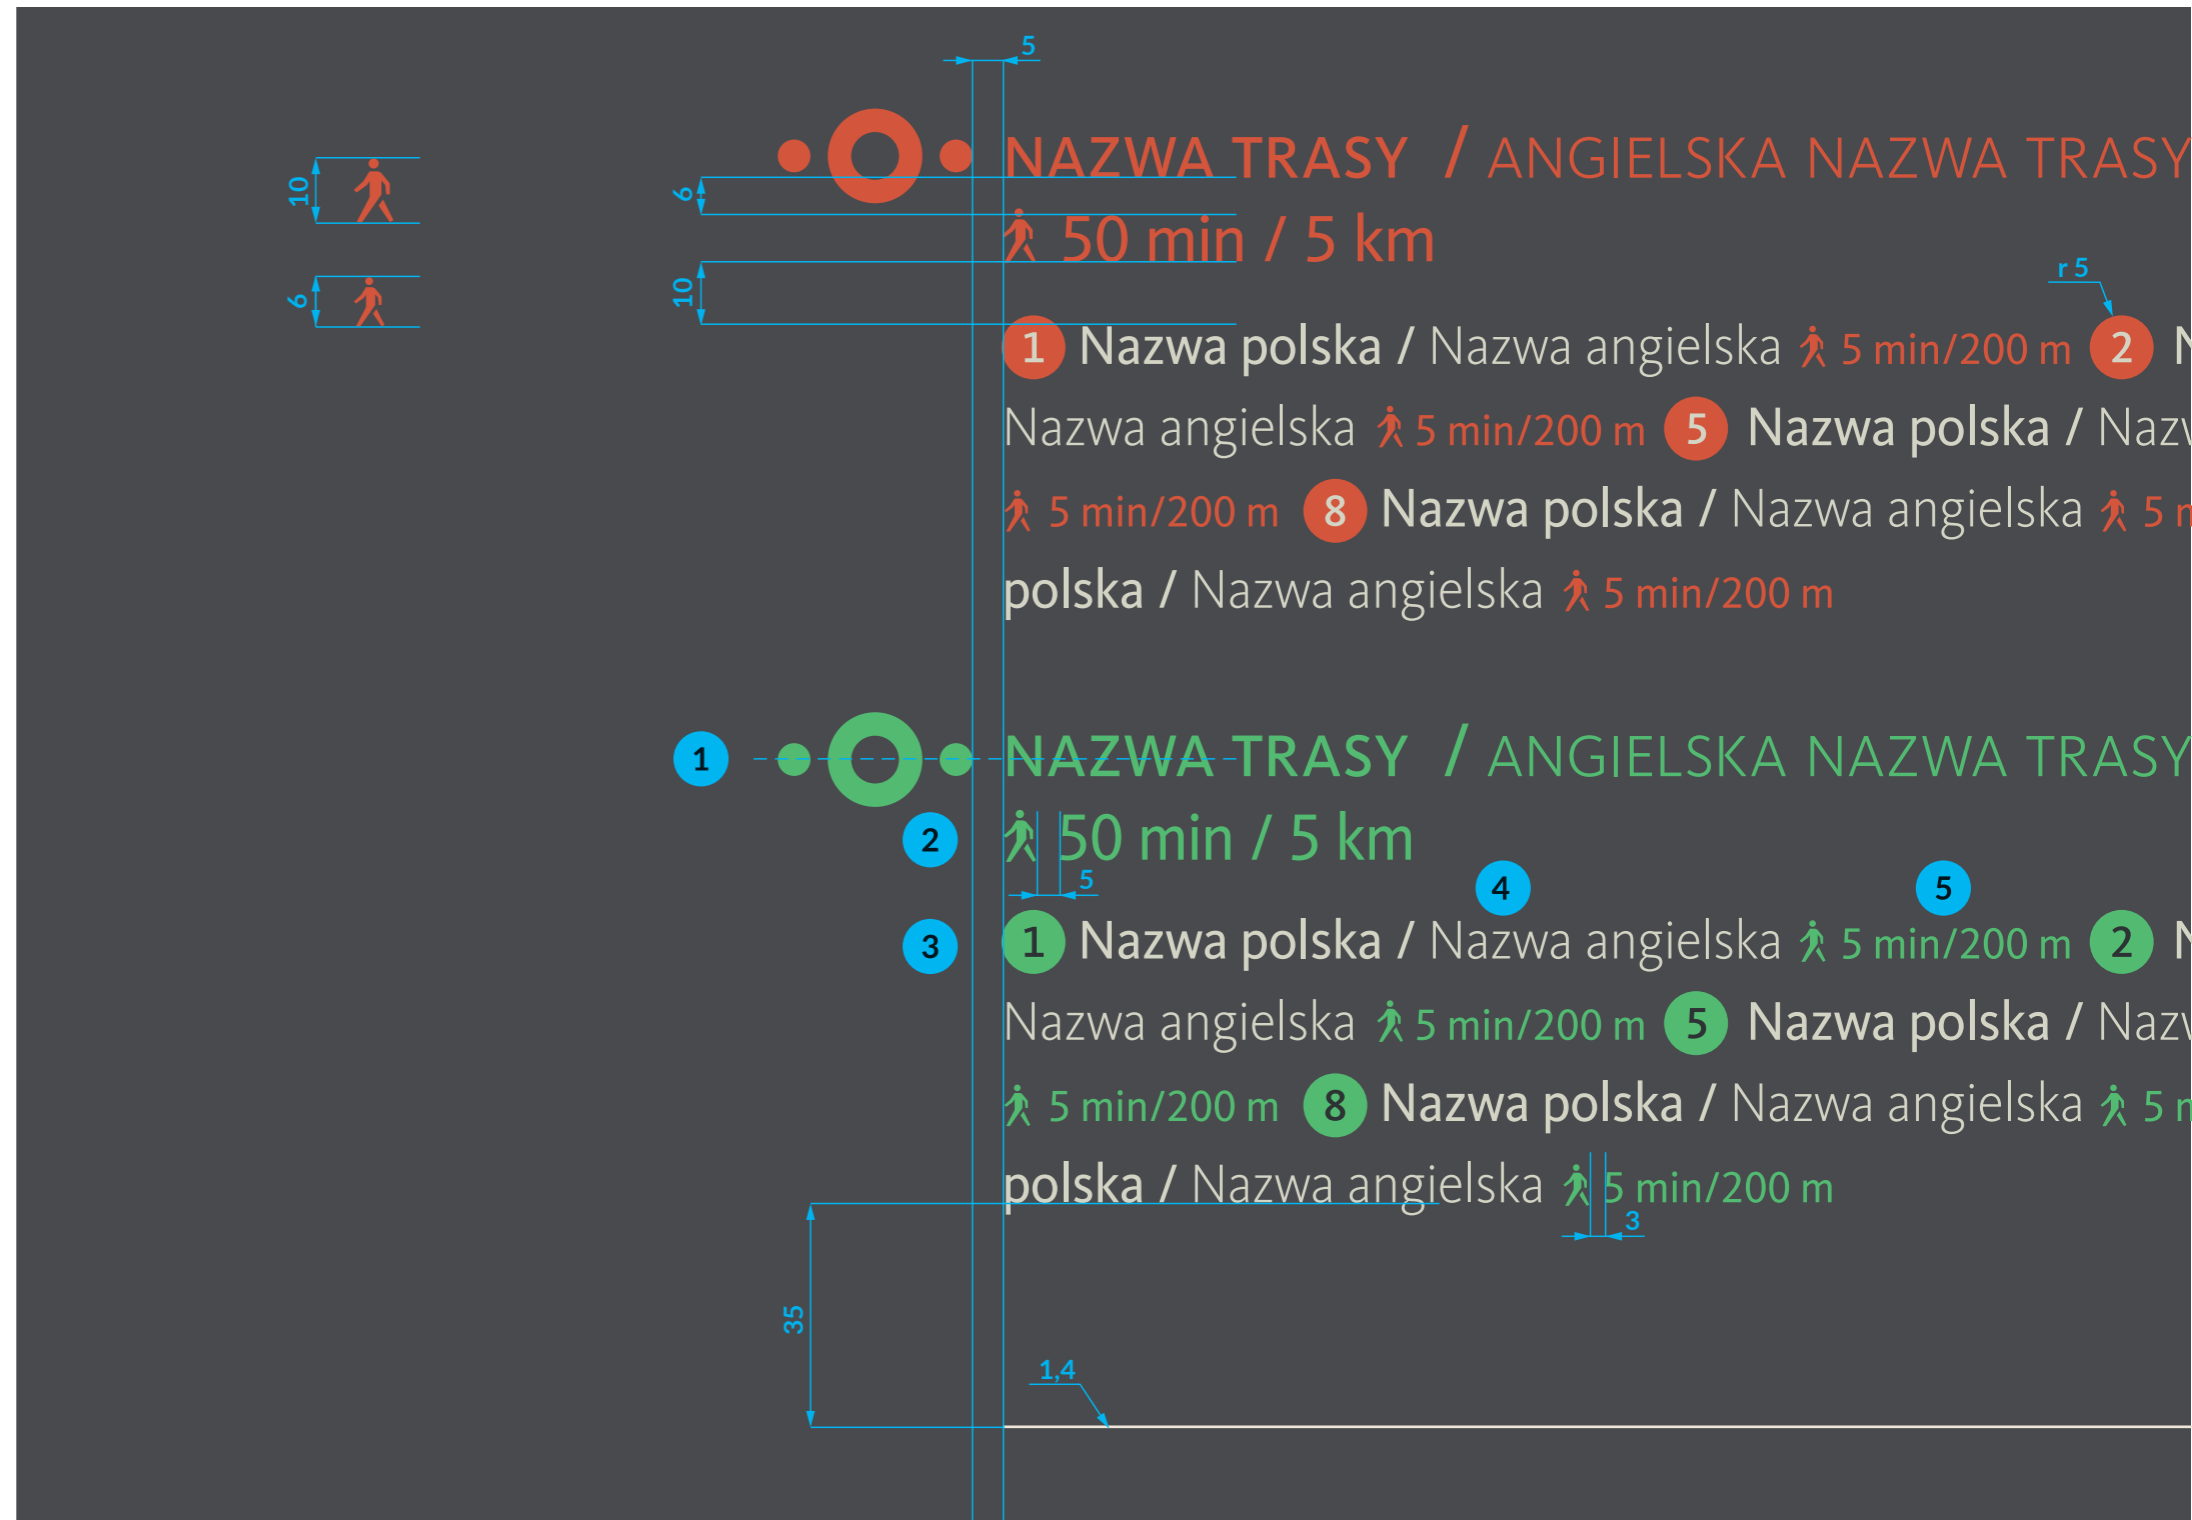 5
NAZWA TRASY / ANGIELSKA NAZWA TRASY
10
6
50 min / 5 km
6
10
r 5
1 Nazwa polska / Nazwa angielska 5 min/200 m 2
Nazwa angielska 5 min/200 m 5 Nazwa polska /
5 min/200 m 8 Nazwa polska / Nazwa angielska 5
polska / Nazwa angielska 5 min/200 m
1 NAZWA TRASY / ANGIELSKA NAZWA TRASY
2 50 min / 5 km
5
4
5
3 1 Nazwa polska / Nazwa angielska 5 min/200 m 2
Nazwa angielska 5 min/200 m 5 Nazwa polska /
5 min/200 m 8 Nazwa polska / Nazwa angielska 5
polska / Nazwa angielska 5 min/200 m
3
35
1,4